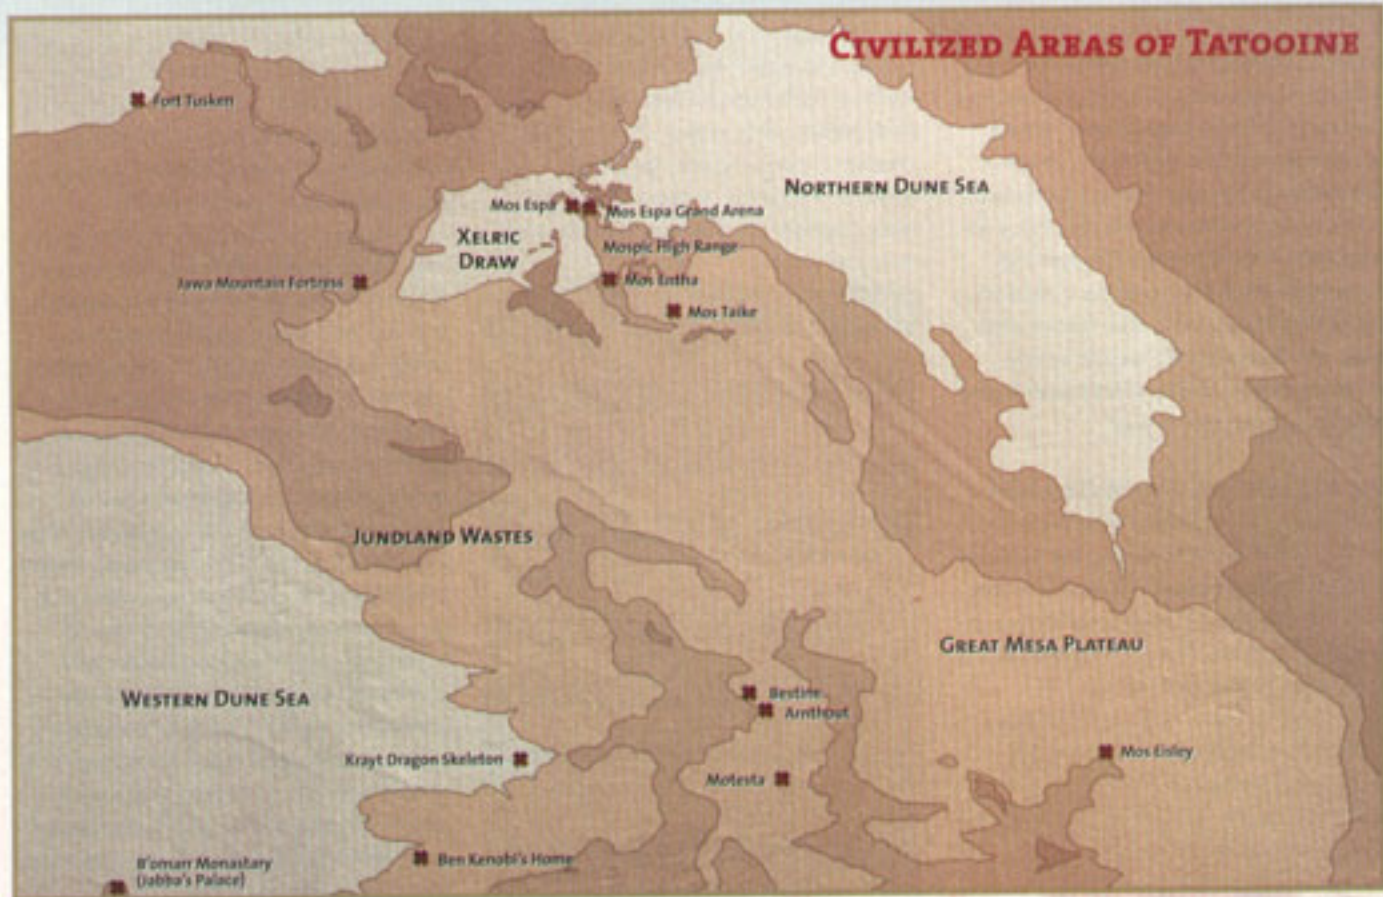 CIVILIZED AREAS OF TATOOINE
Fort Tusken
NORTHERN DUNE SEA
Mos Espa
Mos Espa Grand Arena
XELRIC
DRAW
Mospic High Range
Jawa Mountain Fortress
Mos Entha
Mos Taike
JUNDLAND WASTES
GREAT MESA PLATEAU
WESTERN DUNE SEA
Bestine
Arnthout
Krayt Dragon Skeleton
Mos Eisley
Motesta
Ben Kenobi's Home
B'omarr Monastary
(Jabba's Palace)